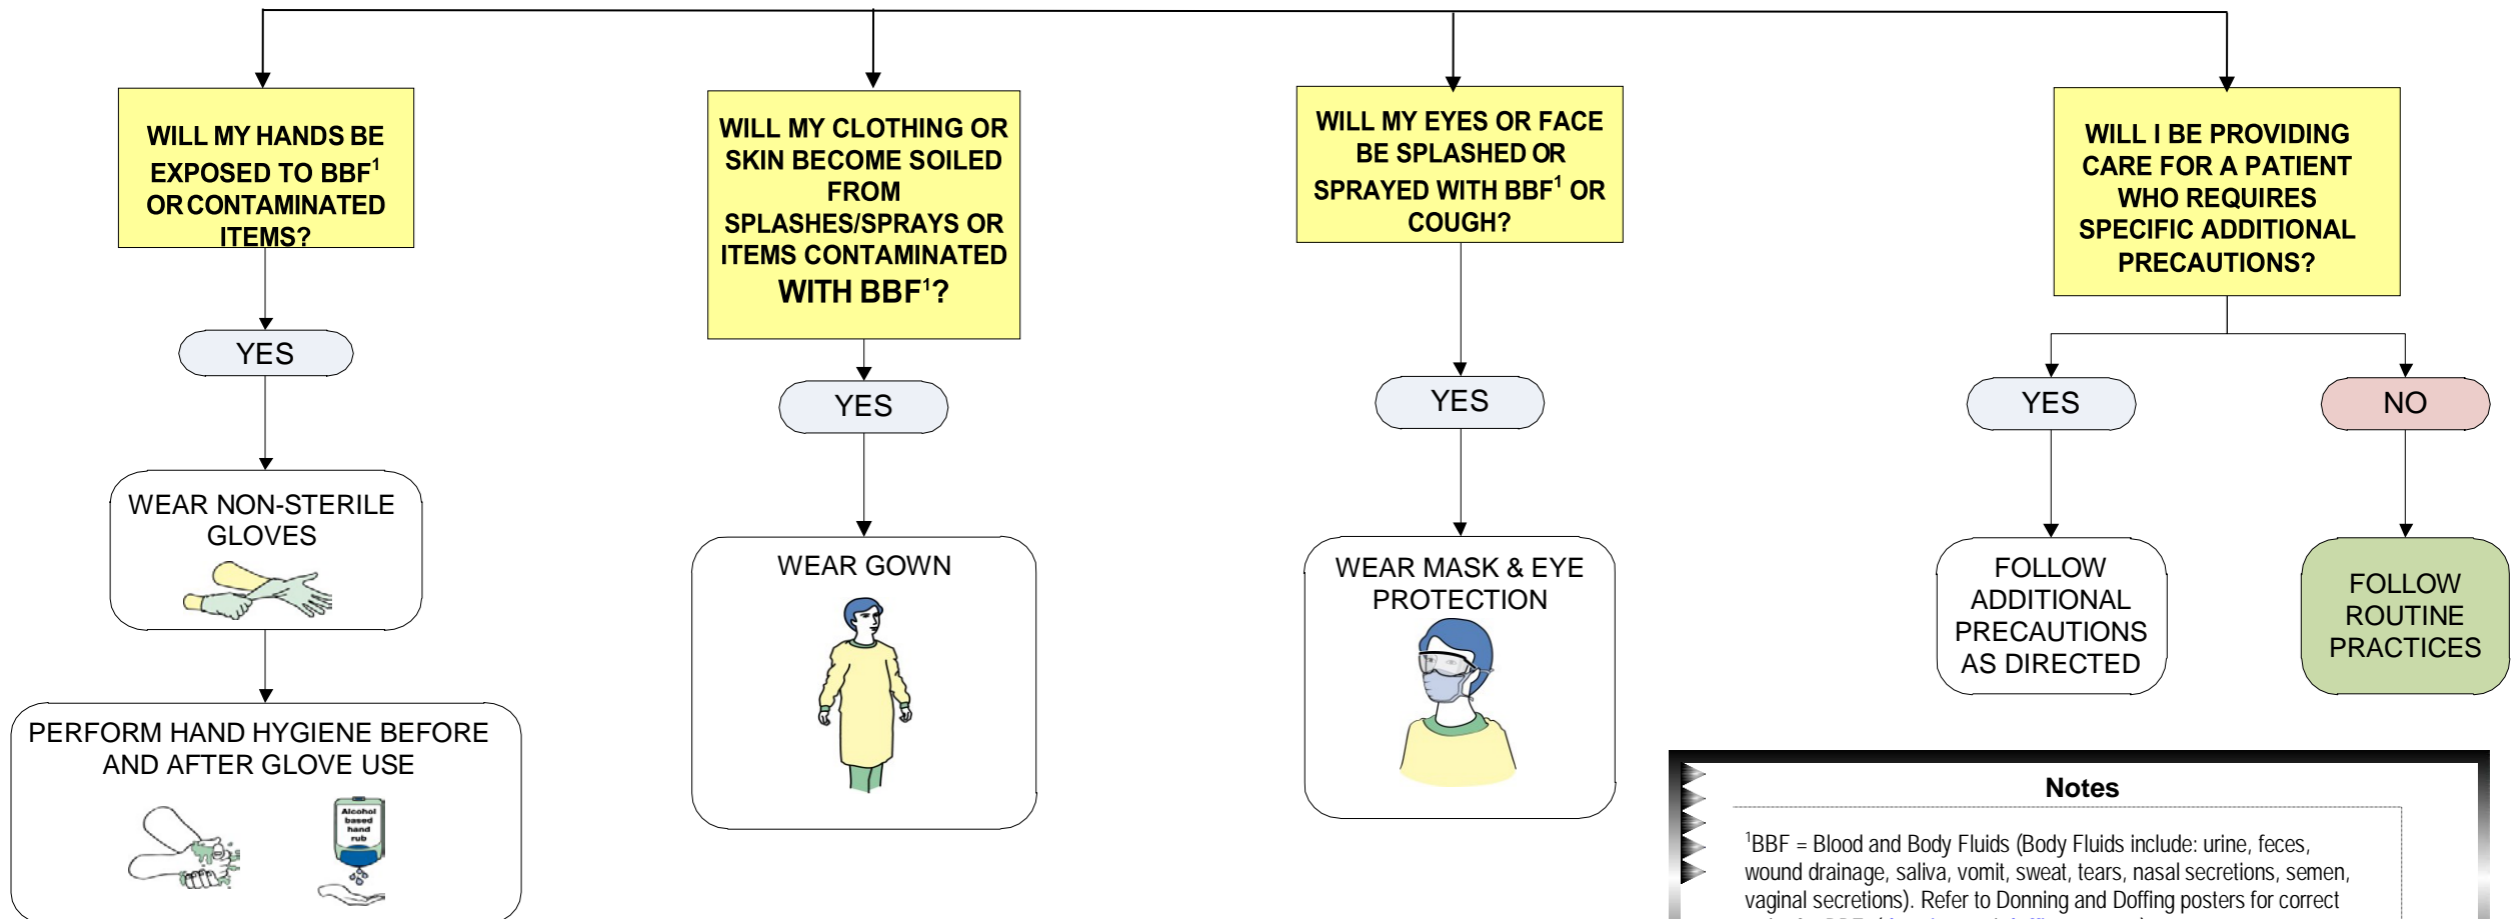 WILL MY HANDS BE
EXPOSED TO BBF¹
OR CONTAMINATED
ITEMS?
YES
WEAR NON-STERILE
GLOVES
PERFORM HAND HYGIENE BEFORE
AND AFTER GLOVE USE
Alcohol
based
hand
rub
WILL MY CLOTHING OR
SKIN BECOME SOILED
FROM
SPLASHES/SPRAYS OR
ITEMS CONTAMINATED
WITH BBF¹?
YES
WEAR GOWN
WILL MY EYES OR FACE
BE SPLASHED OR
SPRAYED WITH BBF¹ OR
COUGH?
YES
WEAR MASK & EYE
PROTECTION
WILL I BE PROVIDING
CARE FOR A PATIENT
WHO REQUIRES
SPECIFIC ADDITIONAL
PRECAUTIONS?
YES
FOLLOW
ADDITIONAL
PRECAUTIONS
AS DIRECTED
NO
FOLLOW
ROUTINE
PRACTICES
Notes
¹BBF = Blood and Body Fluids (Body Fluids include: urine, feces,
wound drainage, saliva, vomit, sweat, tears, nasal secretions, semen,
vaginal secretions). Refer to Donning and Doffing posters for correct